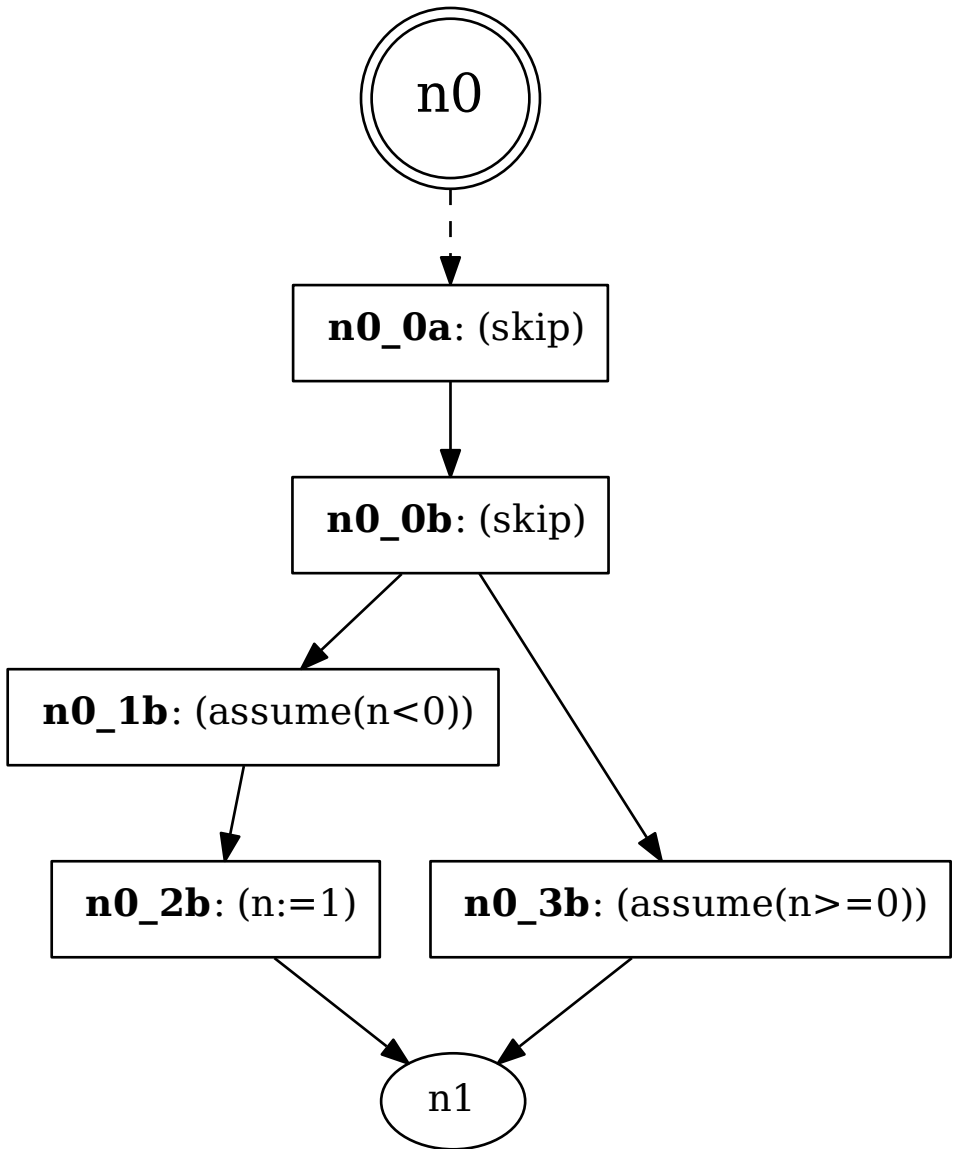 n0
n0_0a: (skip)
n0_0b: (skip)
n0_1b: (assume(n<0))
n0_2b: (n:=1)
n0_3b: (assume(n>=0))
n1